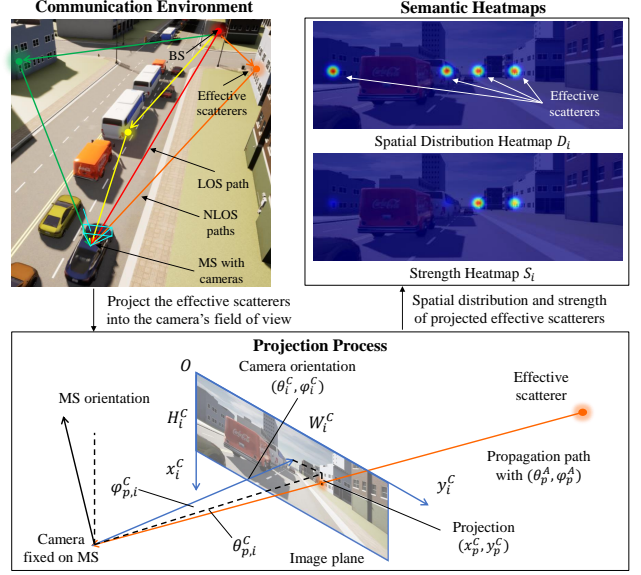 Communication Environment
BS
Effective
scatterers
LOS path
NLOS
paths
MS with
cameras
Semantic Heatmaps
Effective
scatterers
Spatial Distribution Heatmap D_i
Strength Heatmap S_i
Project the effective scatterers
into the camera's field of view
Spatial distribution and strength
of projected effective scatterers
Projection Process
O
Camera orientation
(θ_i^C, φ_i^C)
Effective
scatterer
MS orientation
H_i^C
W_i^C
x_i^C
y_i^C
Propagation path
with (θ_p^A, φ_p^A)
φ_{p,i}^C
θ_{p,i}^C
Projection
(x_p^C, y_p^C)
Camera
fixed on MS
Image plane